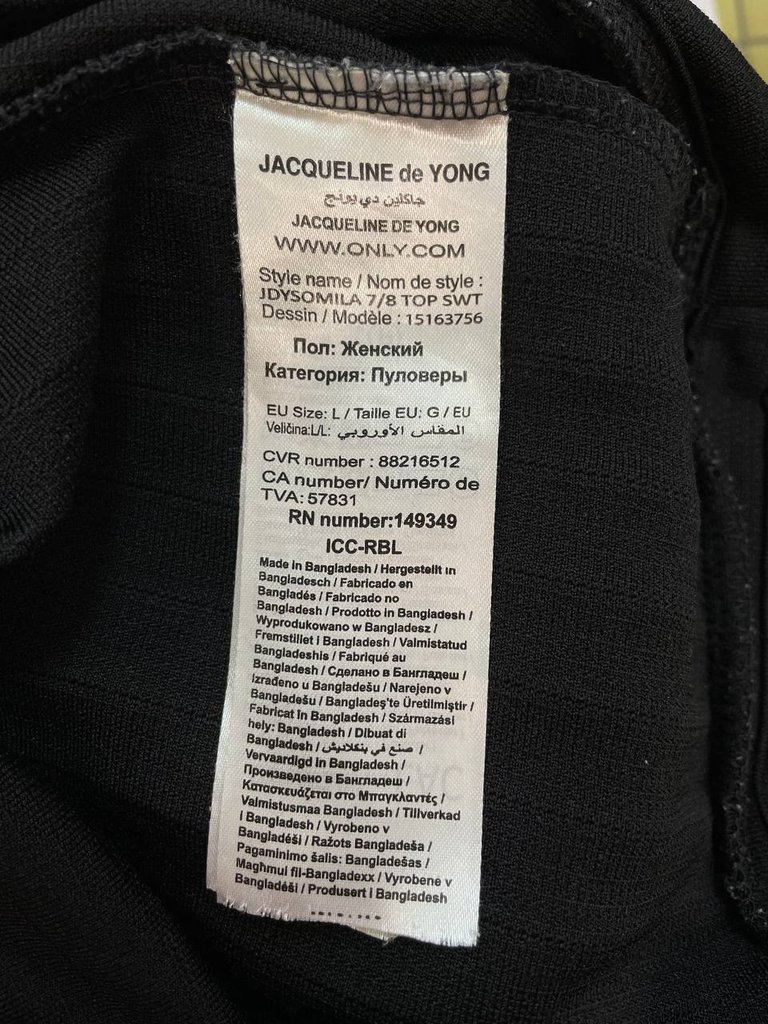 JACQUELINE de YONG
جاكلين دي يونج
JACQUELINE DE YONG
WWW.ONLY.COM
Style name / Nom de style :
JDYSOMILA 7/8 TOP SWT
Dessin / Modèle : 15163756
Пол: Женский
Категория: Пуловеры
EU Size: L / Taille EU: G / EU
Veličina:L/L: المقاس الأوروبي
CVR number : 88216512
CA number/ Numéro de
TVA: 57831
RN number:149349
ICC-RBL
Made in Bangladesh / Hergestellt in
Bangladesch / Fabricado en
Bangladés / Fabricado no
Bangladesh / Prodotto in Bangladesh /
Wyprodukowano w Bangladesz /
Fremstillet i Bangladesh / Valmistatud
Bangladeshis / Fabriqué au
Bangladesh / Сделано в Бангладеш /
Izrađeno u Bangladešu / Narejeno v
Bangladešu / Bangladeş'te Üretilmiştir /
Fabricat în Bangladesh / Származási
hely: Bangladesh / Dibuat di
Bangladesh / صنع في بنكلاديش /
Vervaardigd in Bangladesh /
Произведено в Бангладеш /
Κατασκευάζεται στο Μπαγκλαντές /
Valmistusmaa Bangladesh / Tillverkad
i Bangladesh / Vyrobeno v
Bangladéši / Ražots Bangladeša /
Pagaminimo šalis: Bangladešas /
Magħmul fil-Bangladexx / Vyrobene v
Bangladéši / Produsert i Bangladesh